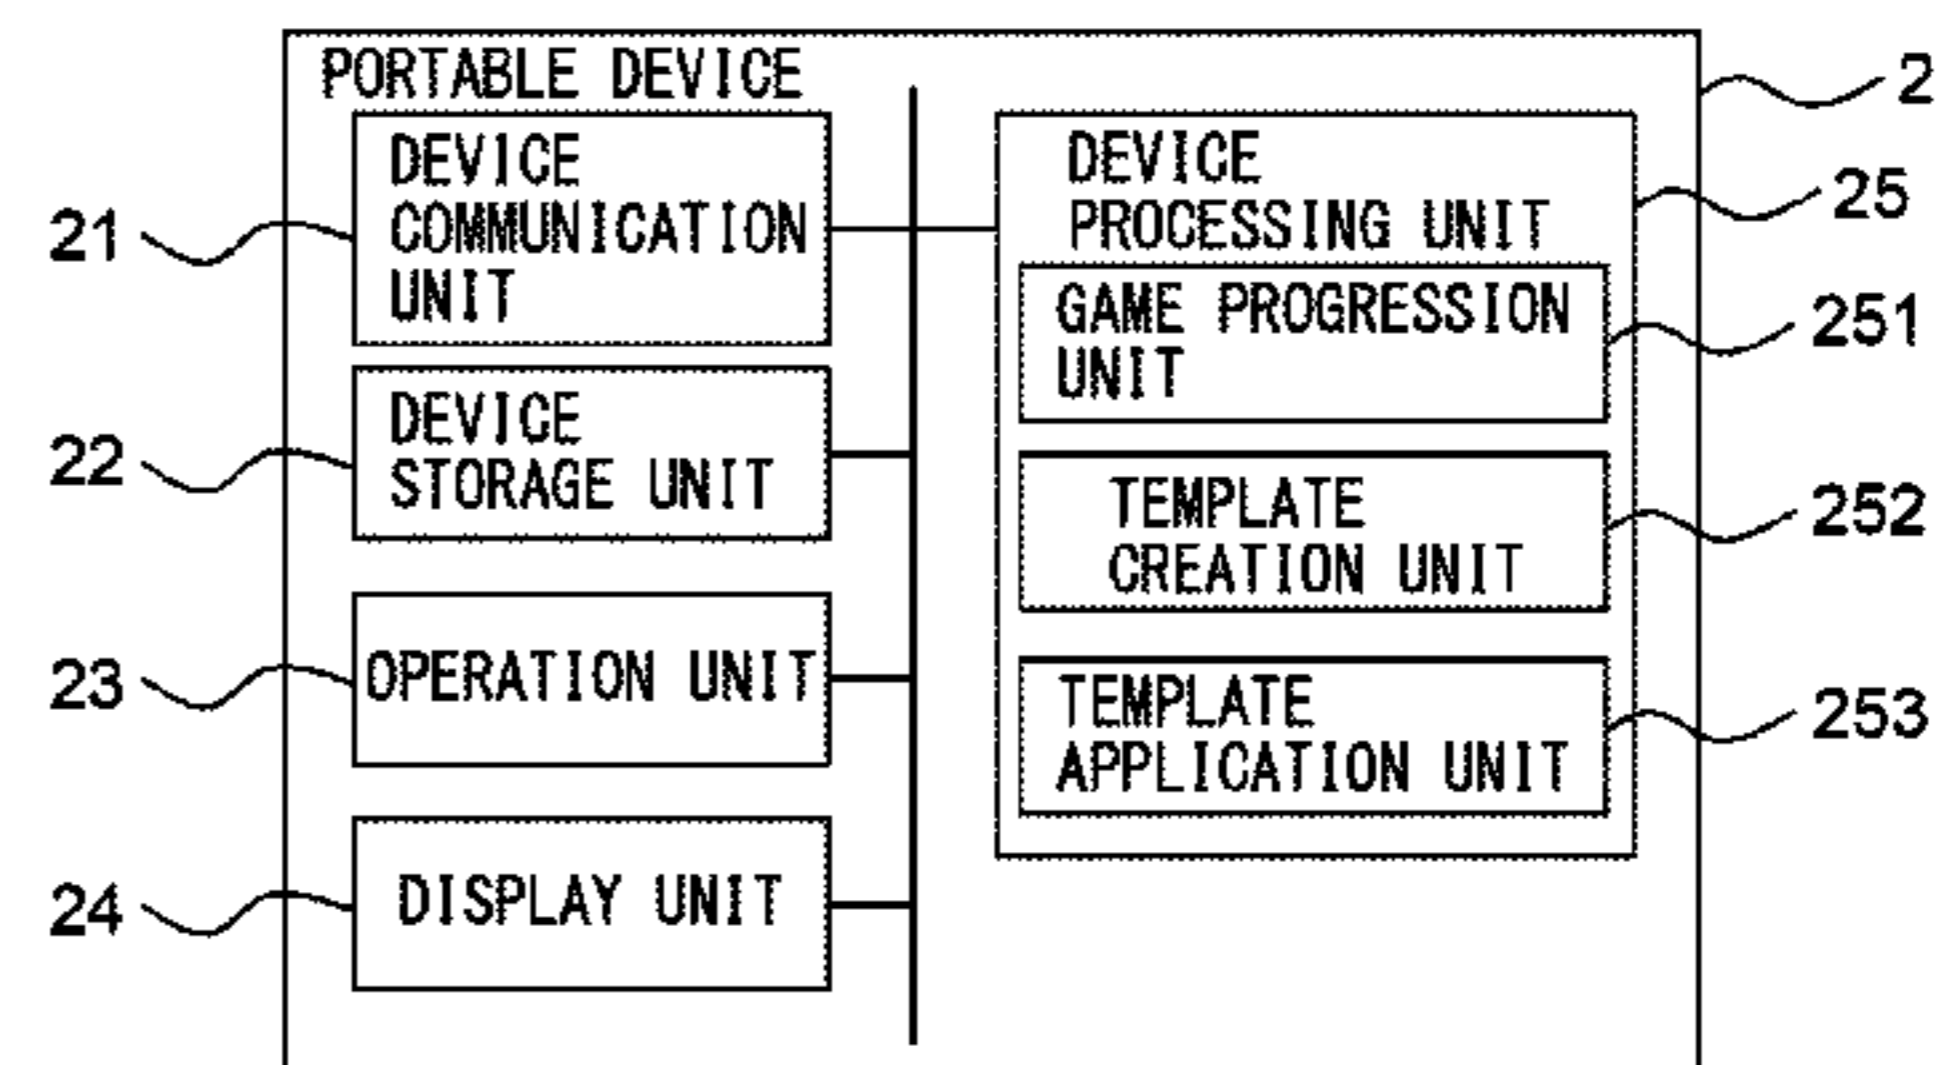 PORTABLE DEVICE
2
DEVICE
COMMUNICATION
UNIT
21
DEVICE
STORAGE UNIT
22
OPERATION UNIT
23
DISPLAY UNIT
24
DEVICE
PROCESSING UNIT
25
GAME PROGRESSION
UNIT
251
TEMPLATE
CREATION UNIT
252
TEMPLATE
APPLICATION UNIT
253